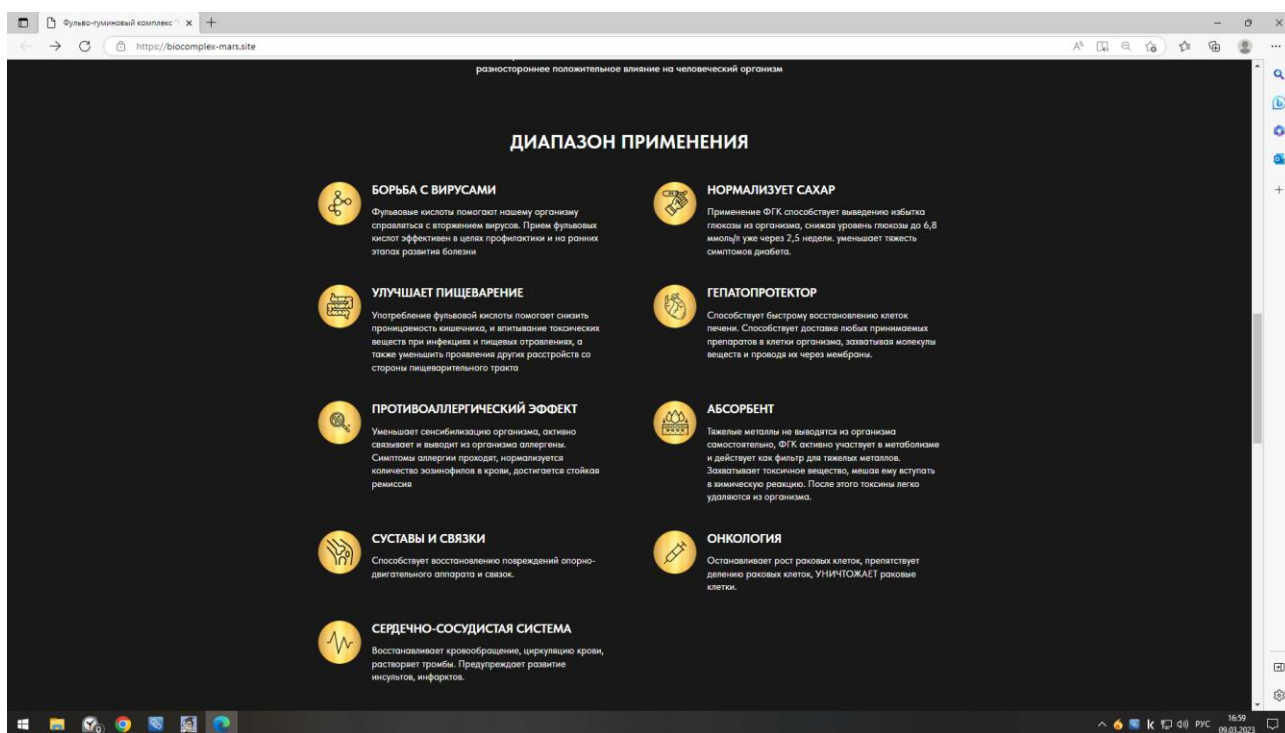 Фульво-гуминовый комплекс "
https://biocomplex-mars.site
разностороннее положительное влияние на человеческий организм
ДИАПАЗОН ПРИМЕНЕНИЯ
БОРЬБА С ВИРУСАМИ
Фульвовые кислоты помогают нашему организму
справляться с вторжением вирусов. Прием фульвовых
кислот эффективен в целях профилактики и на ранних
этапах развития болезни
НОРМАЛИЗУЕТ САХАР
Применение ФГК способствует выведению избытка
глюкозы из организма, снижая уровень глюкозы до 6,8
ммоль/л уже через 2,5 недели. уменьшает тяжесть
симптомов диабета.
УЛУЧШАЕТ ПИЩЕВАРЕНИЕ
Употребление фульвовой кислоты помогает снизить
проницаемость кишечника, и впитывание токсических
веществ при инфекциях и пищевых отравлениях, а
также уменьшить проявления других расстройств со
стороны пищеварительного тракта
ГЕПАТОПРОТЕКТОР
Способствует быстрому восстановлению клеток
печени. Способствует доставке любых принимаемых
препаратов в клетки организма, захватывая молекулы
веществ и проводя их через мембраны.
ПРОТИВОАЛЛЕРГИЧЕСКИЙ ЭФФЕКТ
Уменьшает сенсибилизацию организма, активно
связывает и выводит из организма аллергены.
Симптомы аллергии проходят, нормализуется
количество эозинофилов в крови, достигается стойкая
ремиссия
АБСОРБЕНТ
Тяжелые металлы не выводятся из организма
самостоятельно, ФГК активно участвует в метаболизме
и действует как фильтр для тяжелых металлов.
Захватывает токсичное вещество, мешая ему вступать
в химическую реакцию. После этого токсины легко
удаляются из организма.
СУСТАВЫ И СВЯЗКИ
Способствует восстановлению повреждений опорно-
двигательного аппарата и связок.
ОНКОЛОГИЯ
Останавливает рост раковых клеток, препятствует
делению раковых клеток, УНИЧТОЖАЕТ раковые
клетки.
СЕРДЕЧНО-СОСУДИСТАЯ СИСТЕМА
Восстанавливает кровообращение, циркуляцию крови,
растворяет тромбы. Предупреждает развитие
инсультов, инфарктов.
РУС
16:59
09.03.2023